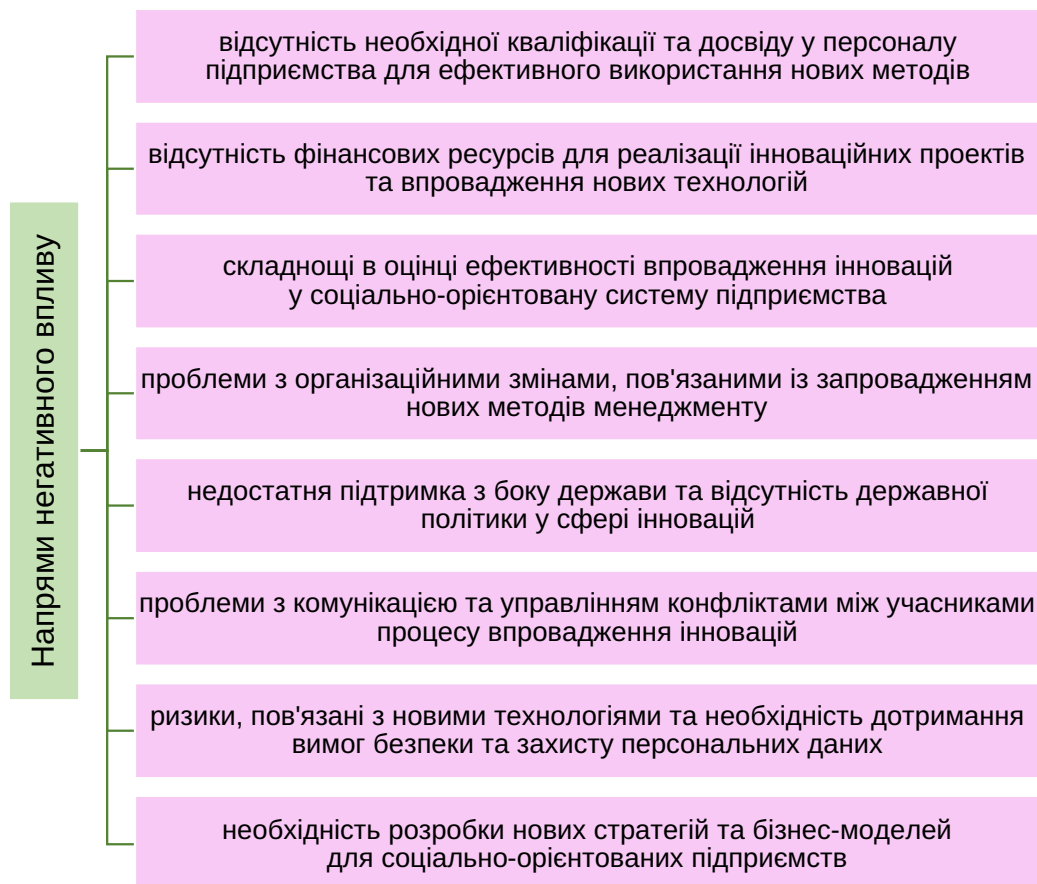 Напрями негативного впливу
відсутність необхідної кваліфікації та досвіду у персоналу
підприємства для ефективного використання нових методів
відсутність фінансових ресурсів для реалізації інноваційних проектів
та впровадження нових технологій
складнощі в оцінці ефективності впровадження інновацій
у соціально-орієнтовану систему підприємства
проблеми з організаційними змінами, пов'язаними із запровадженням
нових методів менеджменту
недостатня підтримка з боку держави та відсутність державної
політики у сфері інновацій
проблеми з комунікацією та управлінням конфліктами між учасниками
процесу впровадження інновацій
ризики, пов'язані з новими технологіями та необхідність дотримання
вимог безпеки та захисту персональних даних
необхідність розробки нових стратегій та бізнес-моделей
для соціально-орієнтованих підприємств